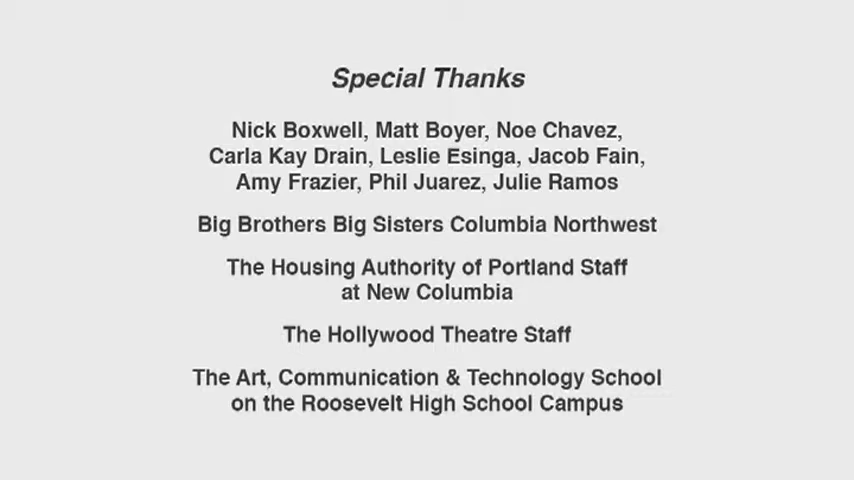 Special Thanks
Nick Boxwell, Matt Boyer, Noe Chavez,
Carla Kay Drain, Leslie Esinga, Jacob Fain,
Amy Frazier, Phil Juarez, Julie Ramos
Big Brothers Big Sisters Columbia Northwest
The Housing Authority of Portland Staff
at New Columbia
The Hollywood Theatre Staff
The Art, Communication & Technology School
on the Roosevelt High School Campus